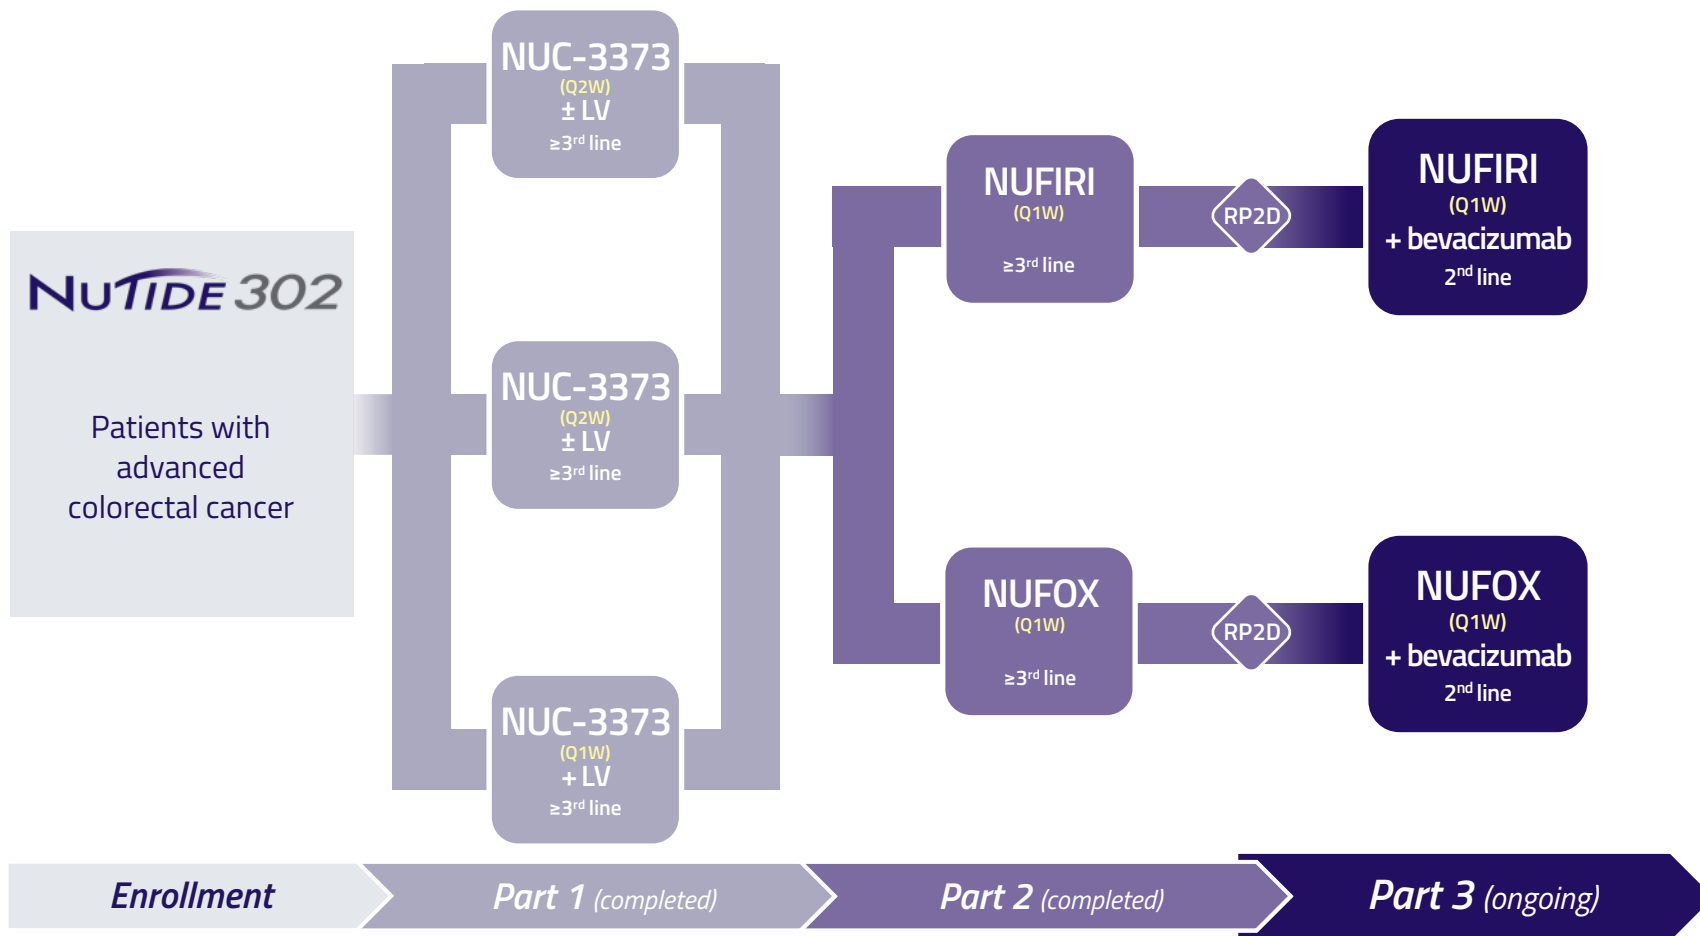 NuTIDE 302
Patients with
advanced
colorectal cancer
NUC-3373
(Q2W)
± LV
≥3rd line
NUC-3373
(Q2W)
± LV
≥3rd line
NUC-3373
(Q1W)
+ LV
≥3rd line
NUFIRI
(Q1W)
≥3rd line
RP2D
NUFIRI
(Q1W)
+ bevacizumab
2nd line
NUFOX
(Q1W)
≥3rd line
RP2D
NUFOX
(Q1W)
+ bevacizumab
2nd line
Enrollment
Part 1 (completed)
Part 2 (completed)
Part 3 (ongoing)